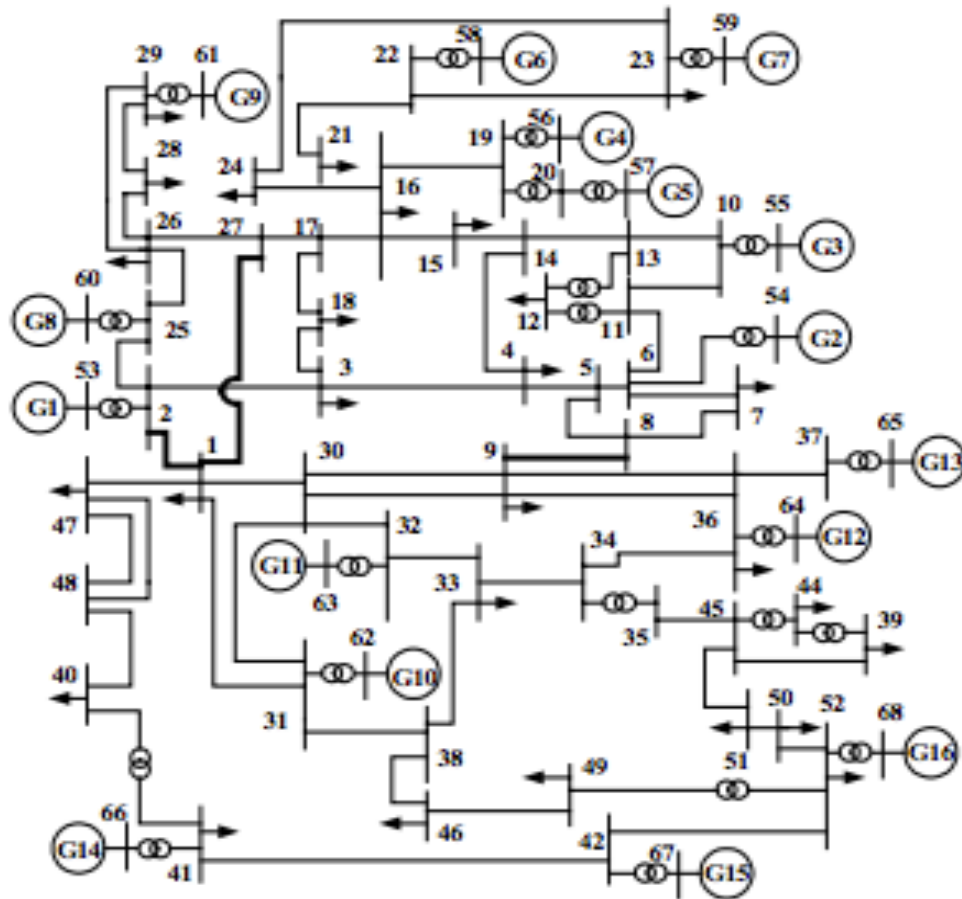 29 61 22 58 G6 23 59 G7
G9
28 24 21 19 56 G4
16 20 57 G5 10 55
26 27 17 15 14 13 G3
60 18 12 11 54
G8 25 3 4 5 6 G2
53
G1 2 8 7
1 30 9 37 65
G13
47 32 34 36 64
G12
48 G11 33 44
63 35 45 39
62
40 G10 50 52 68
31 38 51 G16
49
66 46 42 67
G14 41 G15